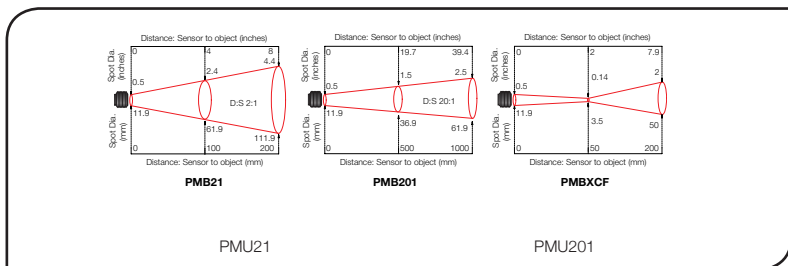 Distance: Sensor to object (inches)
0 4 8
Spot Dia. (inches)
0.5 2.4 4.4
D:S 2:1
11.9 61.9 111.9
Spot Dia. (mm)
0 100 200
Distance: Sensor to object (mm)
PMB21
Distance: Sensor to object (inches)
0 19.7 39.4
Spot Dia. (inches)
0.5 1.5 2.5
D:S 20:1
11.9 36.9 61.9
Spot Dia. (mm)
0 500 1000
Distance: Sensor to object (mm)
PMB201
Distance: Sensor to object (inches)
0 2 7.9
Spot Dia. (inches)
0.5 0.14 2
11.9 3.5 50
Spot Dia. (mm)
0 50 200
Distance: Sensor to object (mm)
PMBXCF
PMU21 PMU201